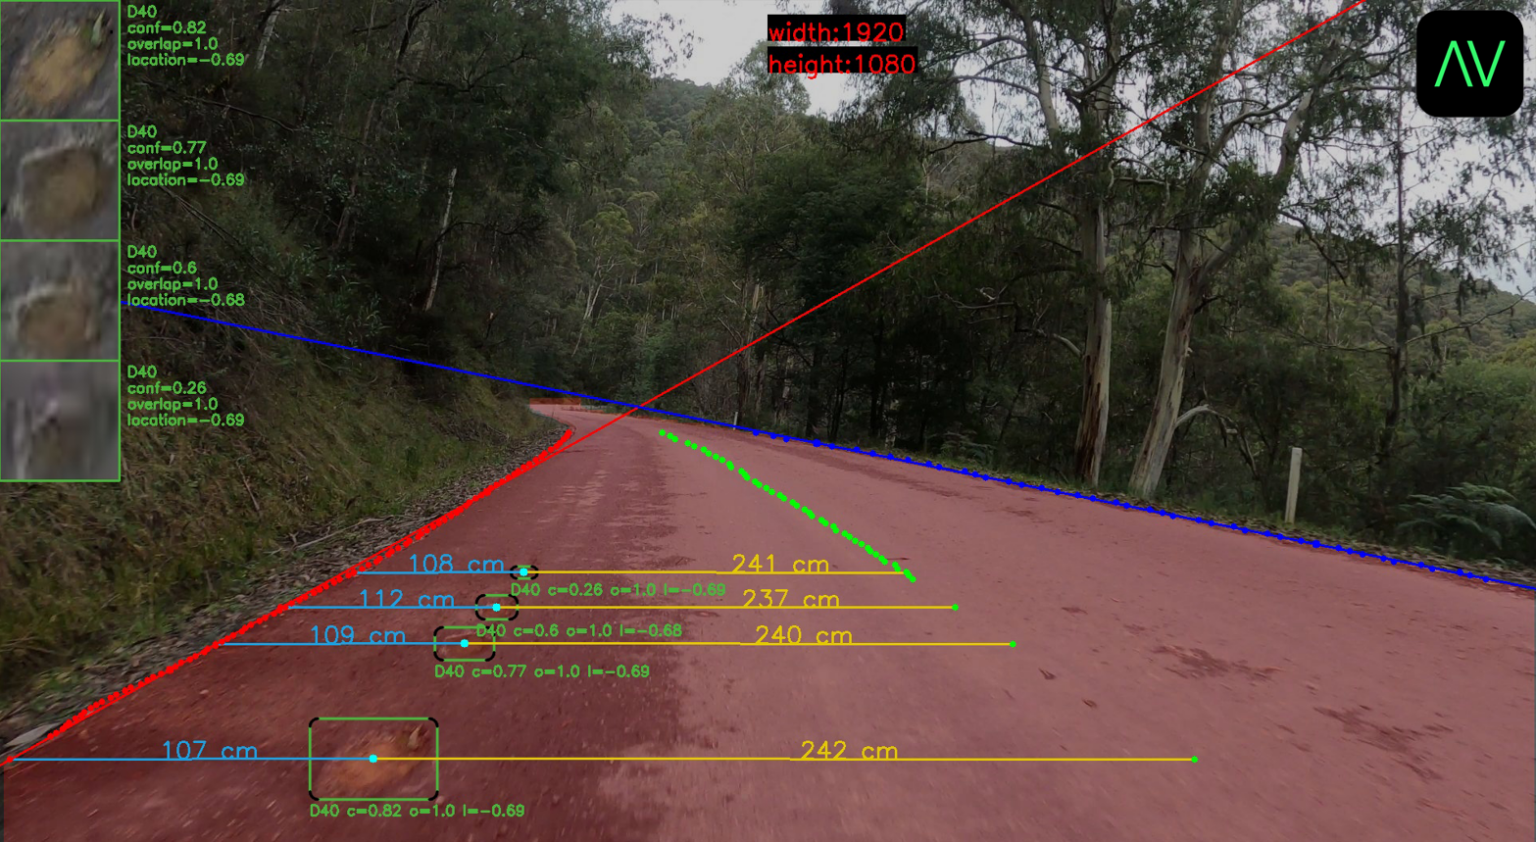 D40
conf=0.82
overlap=1.0
location=-0.69
D40
conf=0.77
overlap=1.0
location=-0.69
D40
conf=0.6
overlap=1.0
location=-0.68
D40
conf=0.26
overlap=1.0
location=-0.69
width:1920
height:1080
ΛV
108 cm
241 cm
D40 c=0.26 o=1.0 l=-0.69
112 cm
237 cm
D40 c=0.6 o=1.0 l=-0.68
109 cm
240 cm
D40 c=0.77 o=1.0 l=-0.69
107 cm
242 cm
D40 c=0.82 o=1.0 l=-0.69